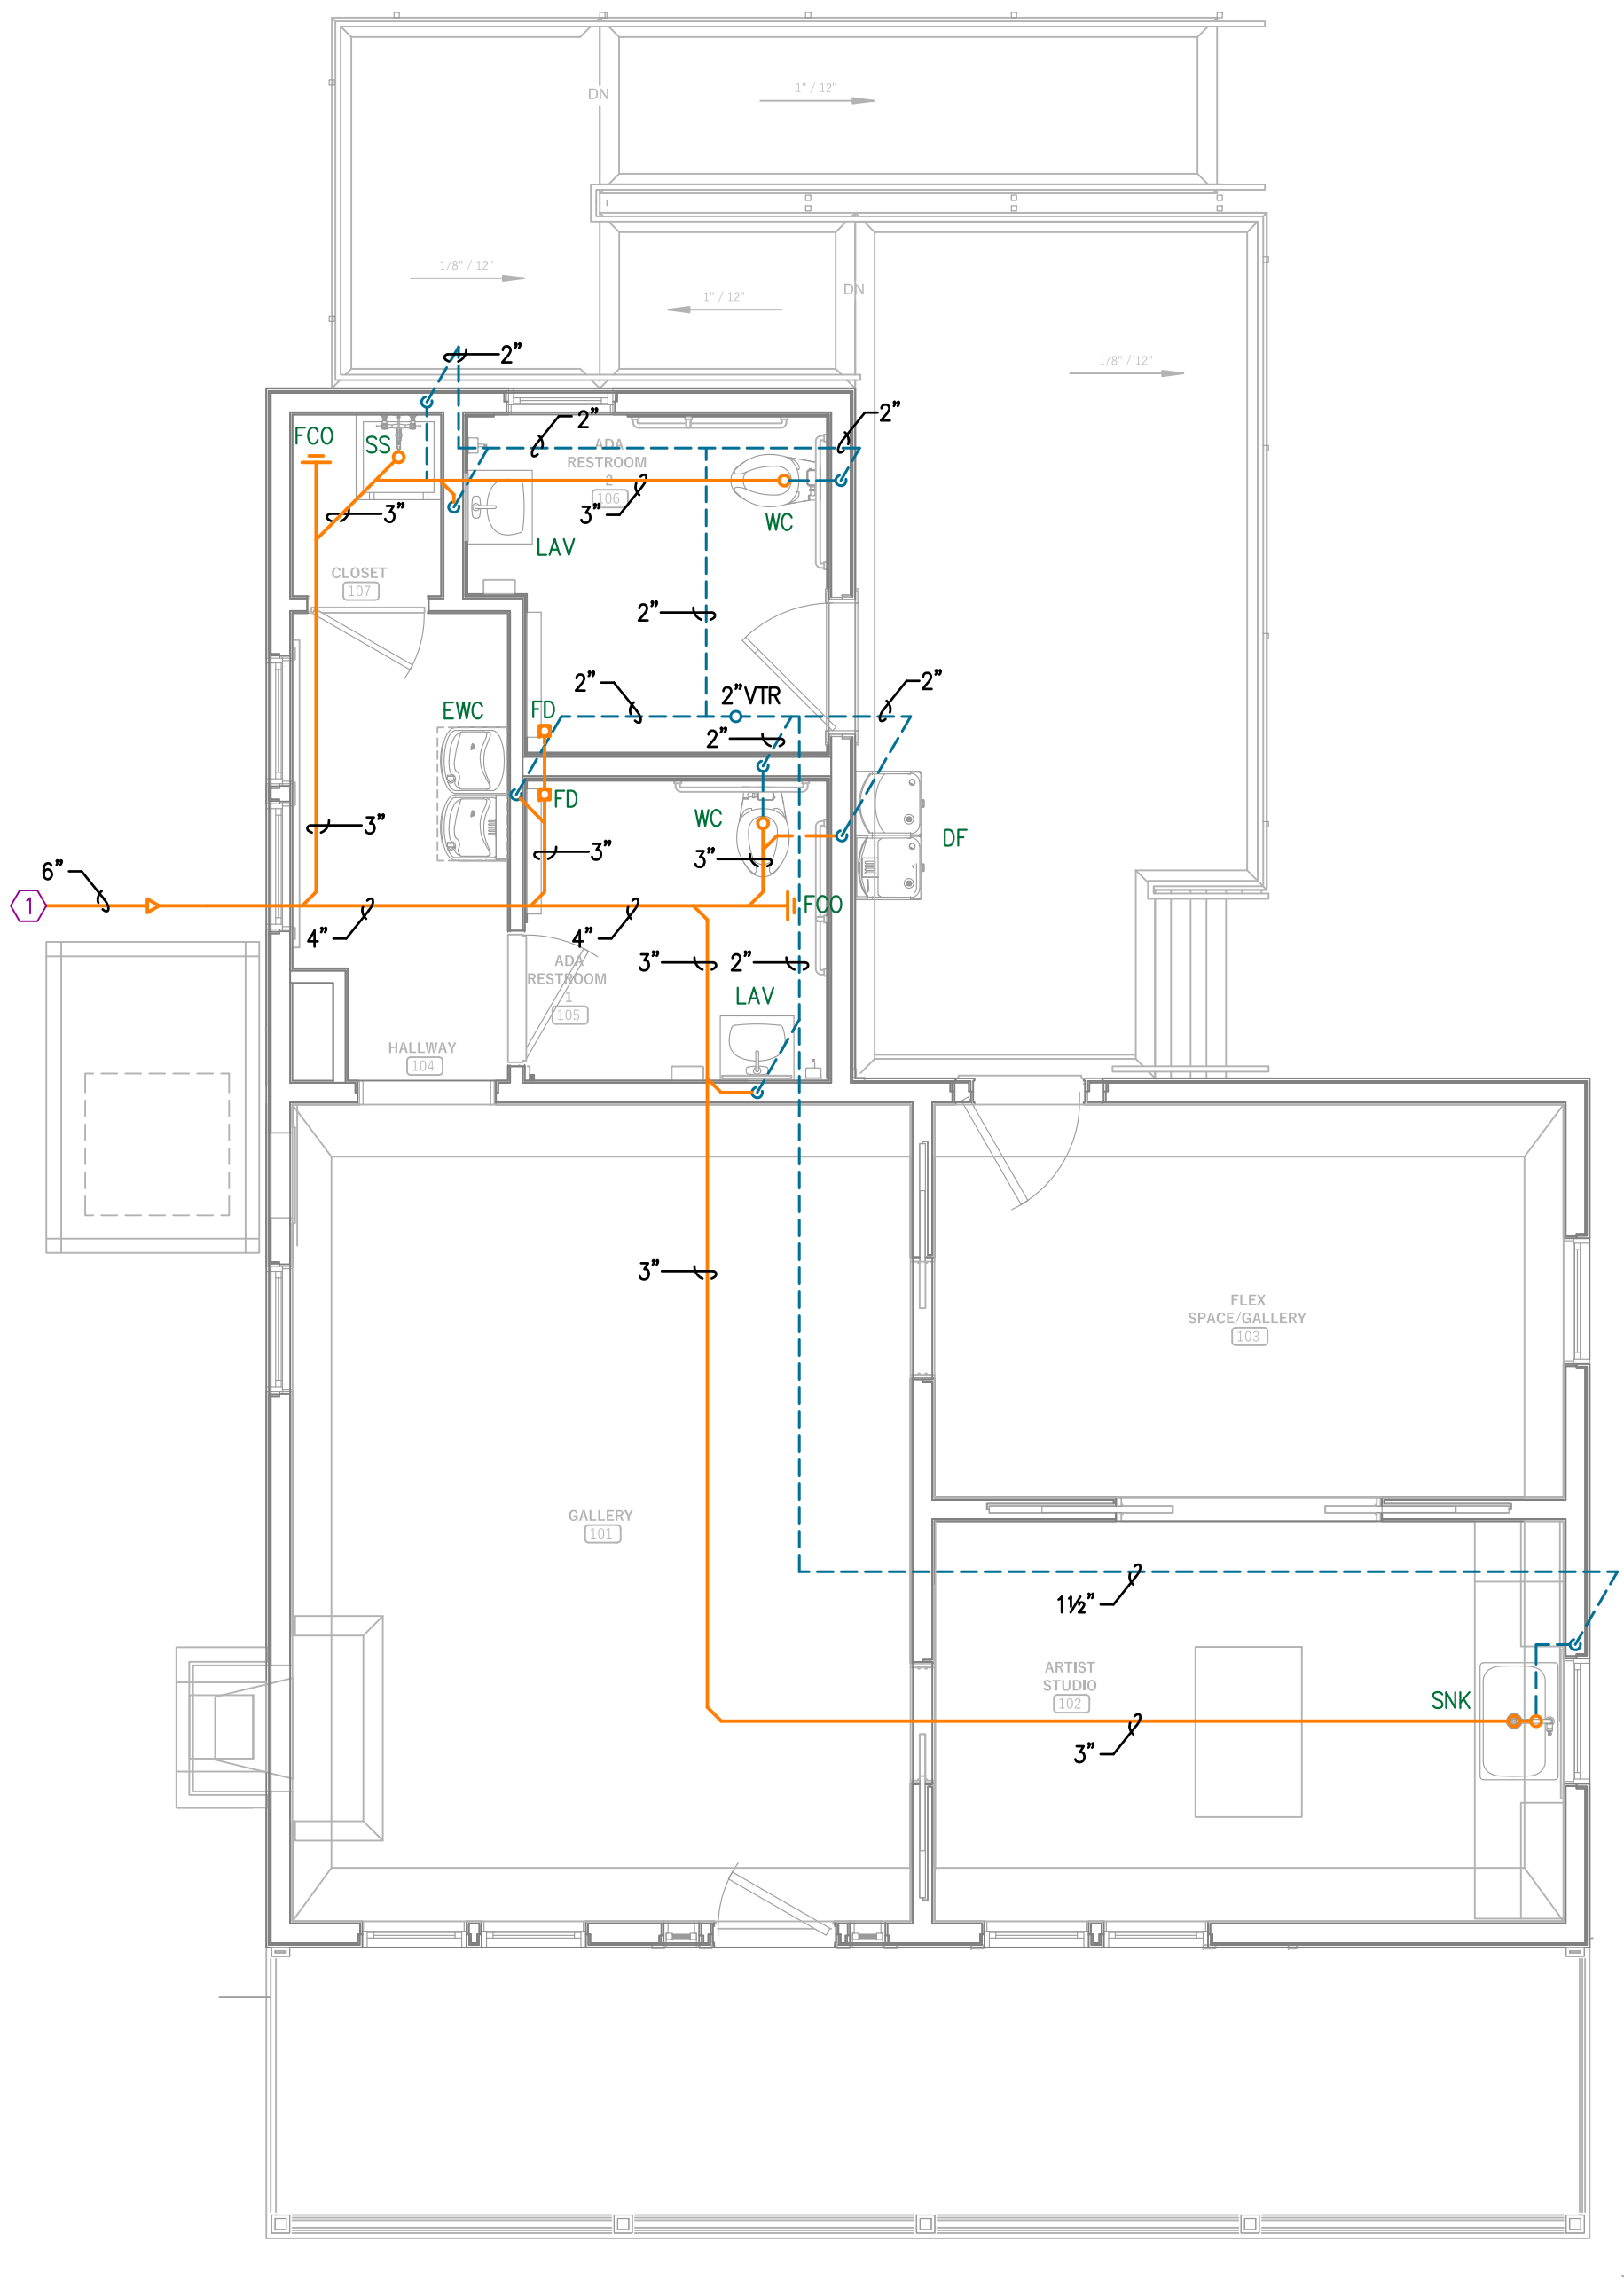 DN
1" / 12"
1/8" / 12"
1" / 12"
DN
1/8" / 12"
2"
2"
2"
FCO
SS
ADA
RESTROOM
2
106
3"
3"
WC
LAV
CLOSET
107
2"
2"
2"
2" VTR
EWC
FD
2"
FD
WC
DF
3"
3"
3"
6"
1
FCO
4"
4"
3"
2"
ADA
RESTROOM
1
105
LAV
HALLWAY
104
3"
FLEX
SPACE/GALLERY
103
GALLERY
101
1½"
ARTIST
STUDIO
102
SNK
3"